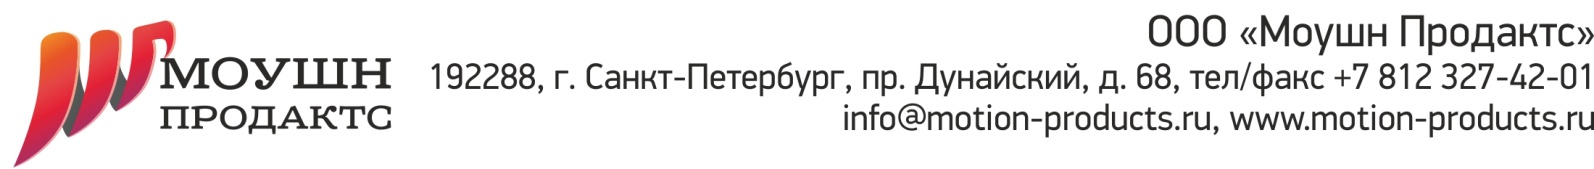 МОУШН
ПРОДАКТС
ООО «Моушн Продактс»
192288, г. Санкт-Петербург, пр. Дунайский, д. 68, тел/факс +7 812 327-42-01
info@motion-products.ru, www.motion-products.ru